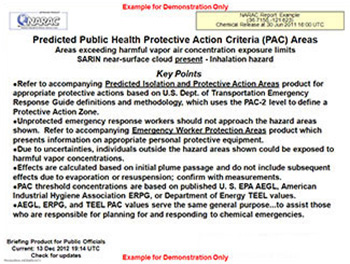 Example for Demonstration Only
NARAC
NARAC Report: Example
(38.7155,-121.623)
Chemical Release at 30 Jun 2011 16:00 UTC
Predicted Public Health Protective Action Criteria (PAC) Areas
Areas exceeding harmful vapor air concentration exposure limits
SARIN near-surface cloud present - Inhalation hazard
Key Points
●Refer to accompanying Predicted Isolation and Protective Action Areas product for
appropriate protective actions based on U.S. Dept. of Transportation Emergency
Response Guide definitions and methodology, which uses the PAC-2 level to define a
Protective Action Zone.
●Unprotected emergency response workers should not approach the hazard areas
shown. Refer to accompanying Emergency Worker Protection Areas product which
presents information on appropriate personal protective equipment.
●Due to uncertainties, individuals outside the hazard areas shown could be exposed to
harmful vapor concentrations.
●Effects are calculated based on initial plume passage and do not include subsequent
effects due to evaporation or resuspension; confirm with measurements.
●PAC threshold concentrations are based on published U. S. EPA AEGL, American
Industrial Hygiene Association ERPG, or Department of Energy TEEL values.
●AEGL, ERPG, and TEEL PAC values serve the same general purpose...to assist those
who are responsible for planning for and responding to chemical emergencies.
Briefing Product for Public Officials
Current: 13 Dec 2012 19:14 UTC
Check for updates
Example for Demonstration Only